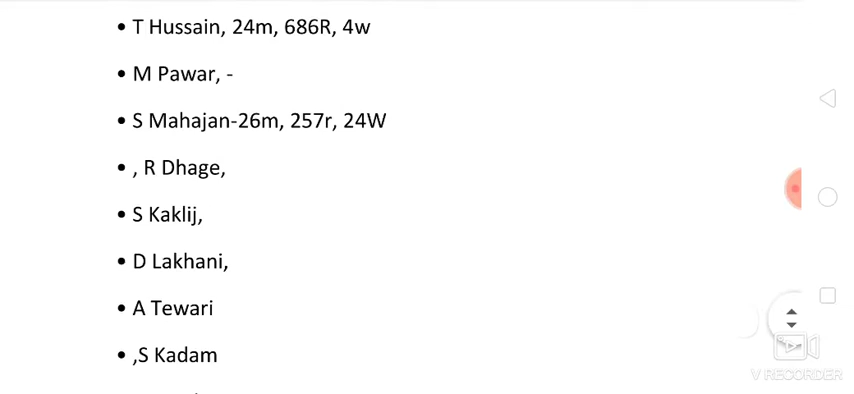 • T Hussain, 24m, 686R, 4w
• M Pawar, -
• S Mahajan-26m, 257r, 24W
• , R Dhage,
• S Kaklij,
• D Lakhani,
• A Tewari
• ,S Kadam
V RECORDER